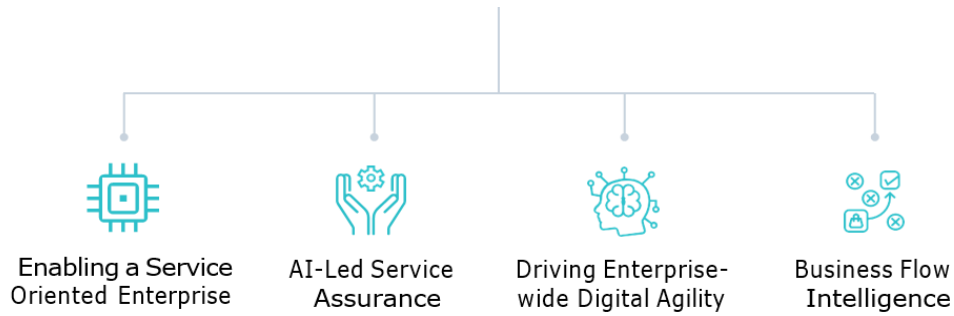 Enabling a Service
Oriented Enterprise
AI-Led Service
Assurance
Driving Enterprise-
wide Digital Agility
Business Flow
Intelligence